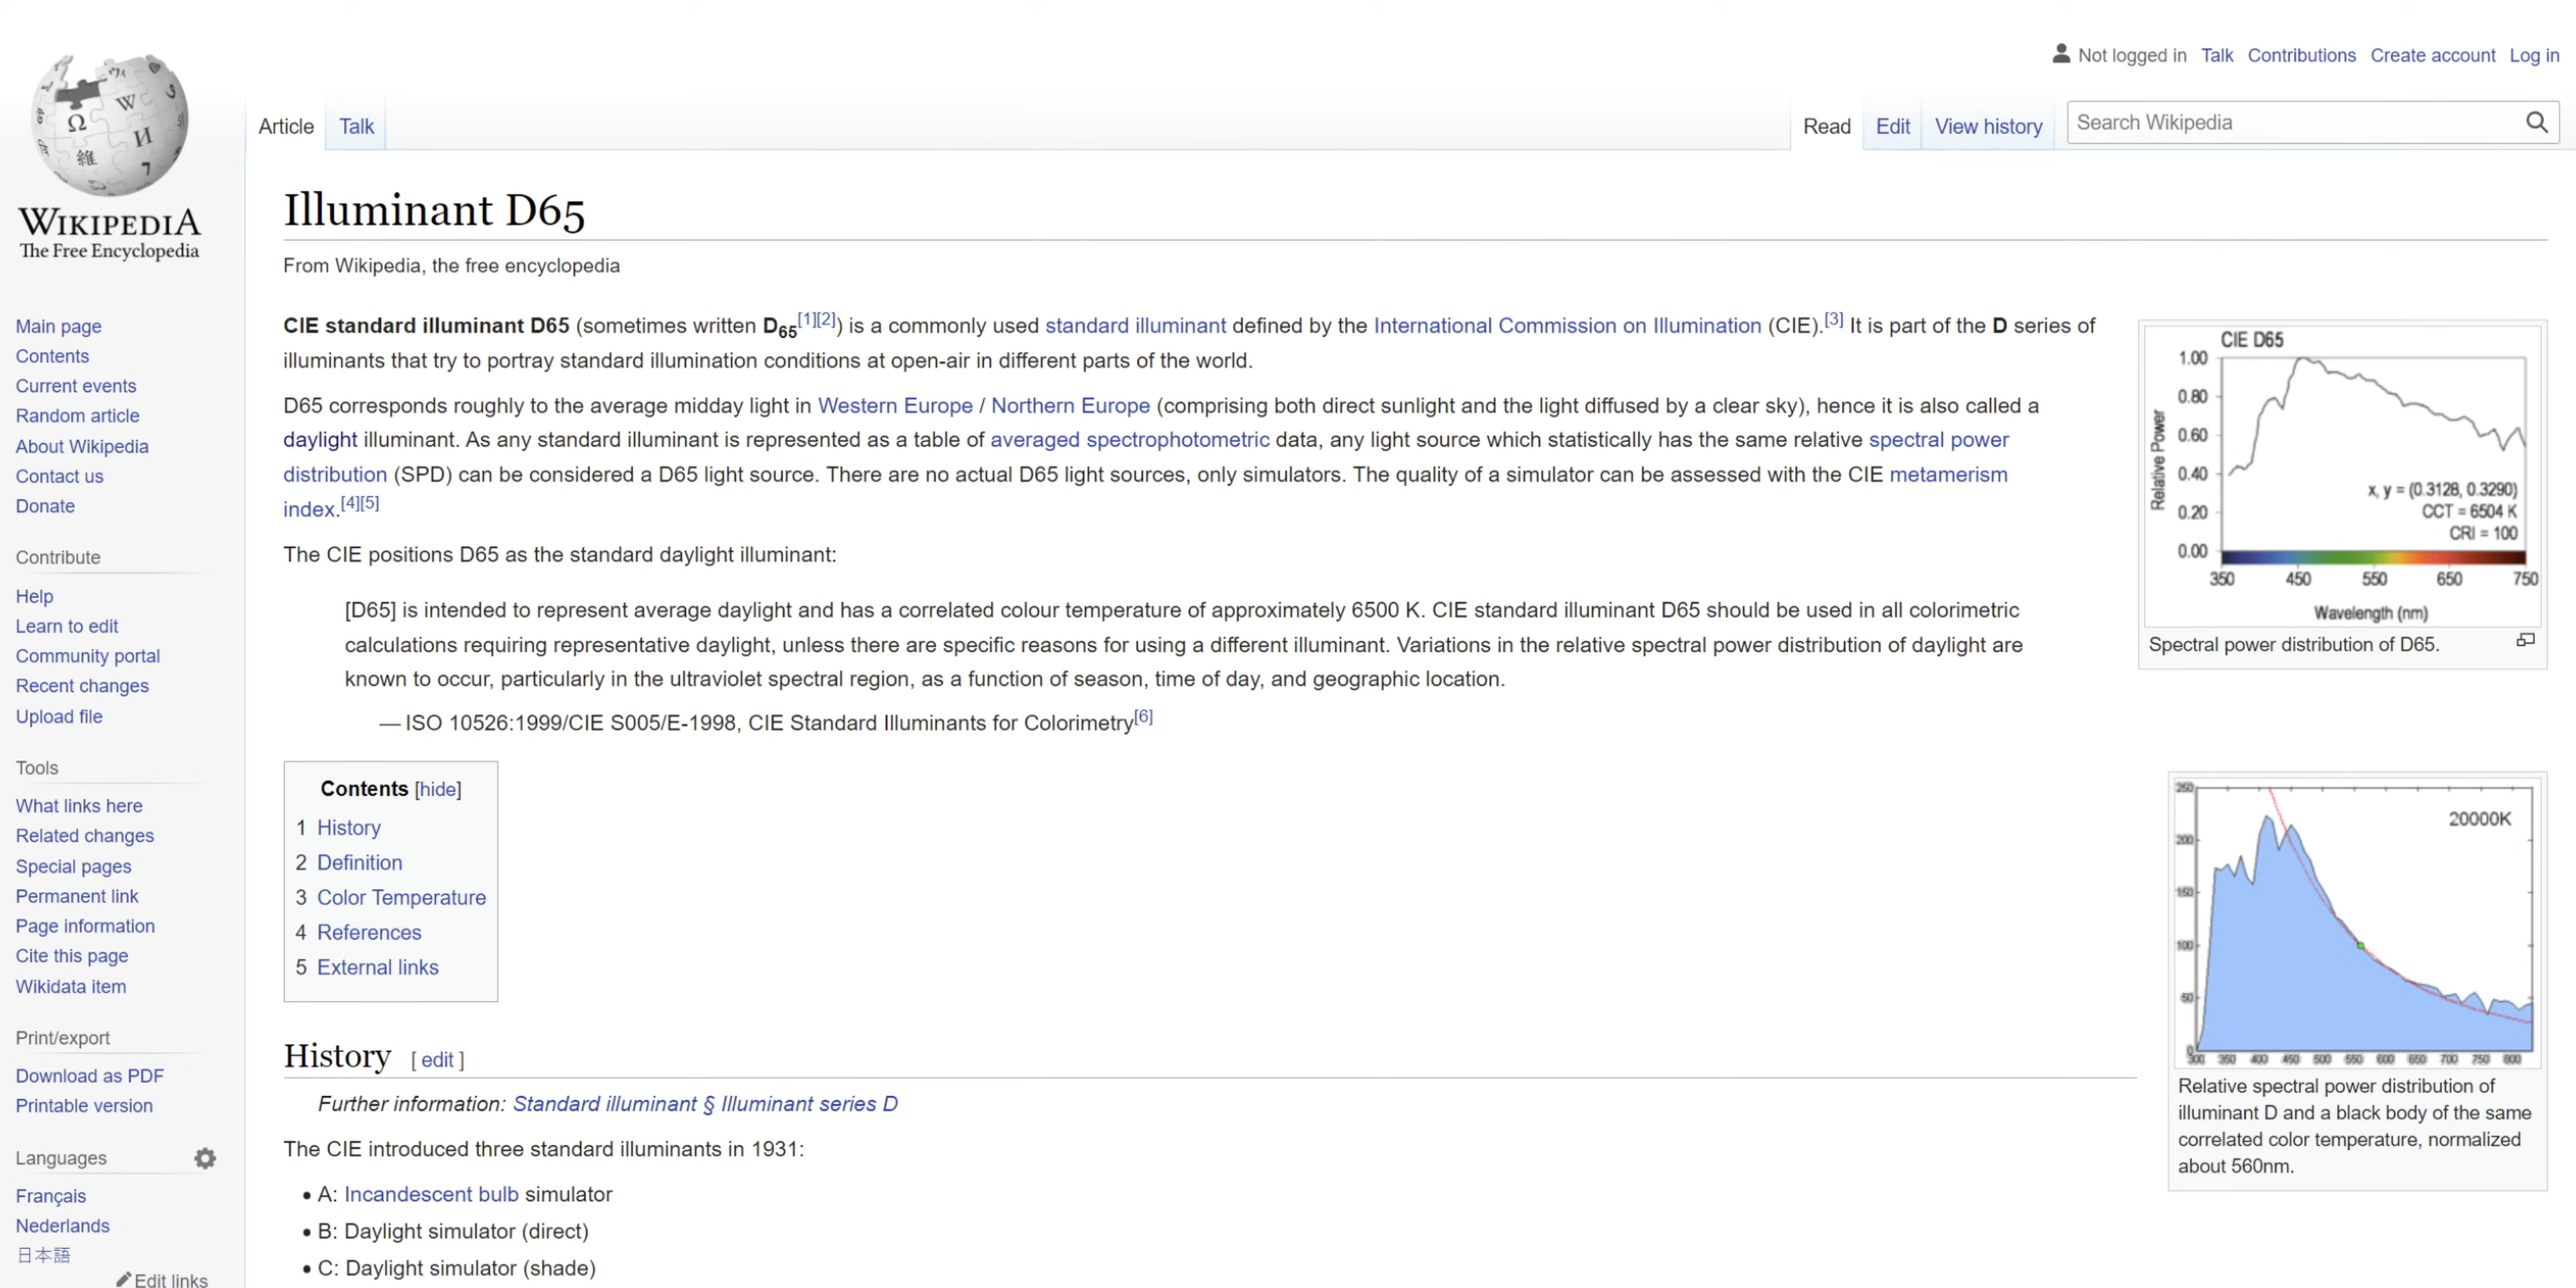 Not logged in Talk Contributions Create account Log in
Article Talk
Read Edit View history
Search Wikipedia
WIKIPEDIA
The Free Encyclopedia
Main page
Contents
Current events
Random article
About Wikipedia
Contact us
Donate
Contribute
Help
Learn to edit
Community portal
Recent changes
Upload file
Tools
What links here
Related changes
Special pages
Permanent link
Page information
Cite this page
Wikidata item
Print/export
Download as PDF
Printable version
Languages
Français
Nederlands
日本語
Edit links
Illuminant D65
From Wikipedia, the free encyclopedia
CIE standard illuminant D65 (sometimes written D65[1][2]) is a commonly used standard illuminant defined by the International Commission on Illumination (CIE).[3] It is part of the D series of
illuminants that try to portray standard illumination conditions at open-air in different parts of the world.
D65 corresponds roughly to the average midday light in Western Europe / Northern Europe (comprising both direct sunlight and the light diffused by a clear sky), hence it is also called a
daylight illuminant. As any standard illuminant is represented as a table of averaged spectrophotometric data, any light source which statistically has the same relative spectral power
distribution (SPD) can be considered a D65 light source. There are no actual D65 light sources, only simulators. The quality of a simulator can be assessed with the CIE metamerism
index.[4][5]
The CIE positions D65 as the standard daylight illuminant:
[D65] is intended to represent average daylight and has a correlated colour temperature of approximately 6500 K. CIE standard illuminant D65 should be used in all colorimetric
calculations requiring representative daylight, unless there are specific reasons for using a different illuminant. Variations in the relative spectral power distribution of daylight are
known to occur, particularly in the ultraviolet spectral region, as a function of season, time of day, and geographic location.
— ISO 10526:1999/CIE S005/E-1998, CIE Standard Illuminants for Colorimetry[6]
Contents [hide]
1 History
2 Definition
3 Color Temperature
4 References
5 External links
History [ edit ]
Further information: Standard illuminant § Illuminant series D
The CIE introduced three standard illuminants in 1931:
• A: Incandescent bulb simulator
• B: Daylight simulator (direct)
• C: Daylight simulator (shade)
CIE D65
1.00
0.80
0.60
0.40
0.20
0.00
Relative Power
x, y = (0.3128, 0.3290)
CCT = 6504 K
CRI = 100
350 450 550 650 750
Wavelength (nm)
Spectral power distribution of D65.
20000K
250
200
150
100
50
0
300 350 400 450 500 550 600 650 700 750 800
Relative spectral power distribution of
illuminant D and a black body of the same
correlated color temperature, normalized
about 560nm.